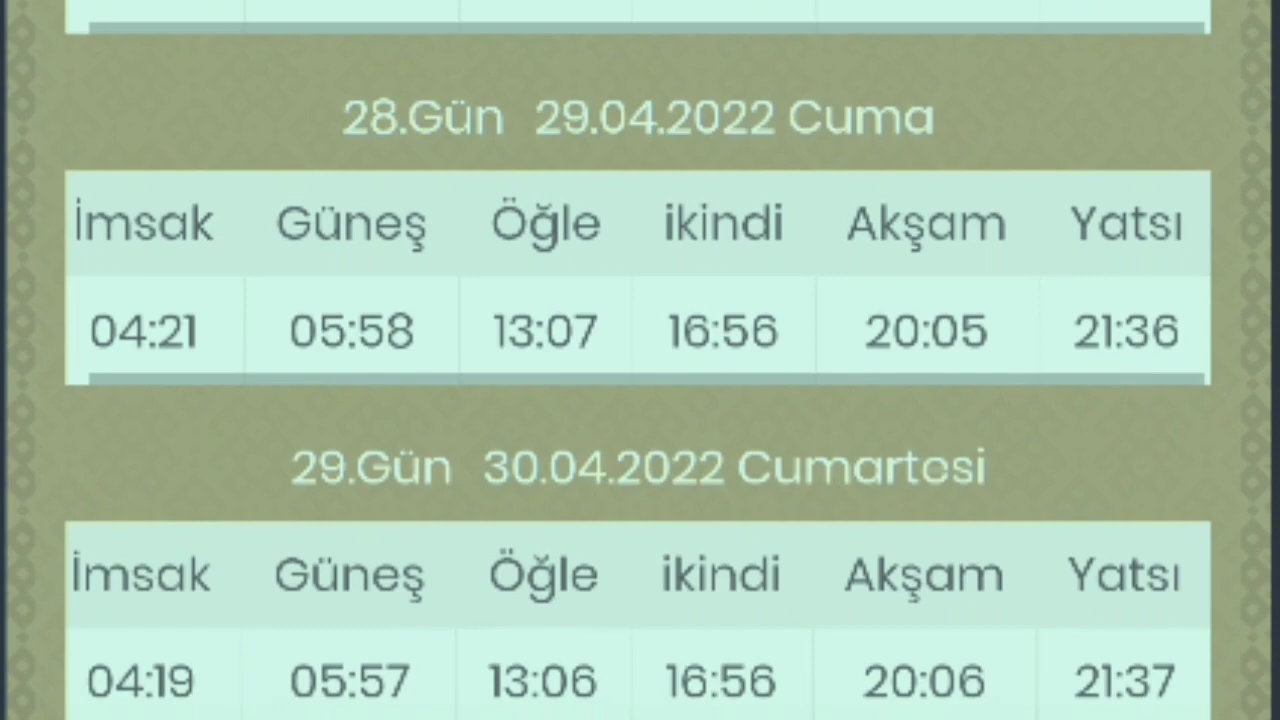 28.Gün 29.04.2022 Cuma
İmsak Güneş Öğle ikindi Akşam Yatsı
04:21 05:58 13:07 16:56 20:05 21:36
29.Gün 30.04.2022 Cumartesi
İmsak Güneş Öğle ikindi Akşam Yatsı
04:19 05:57 13:06 16:56 20:06 21:37